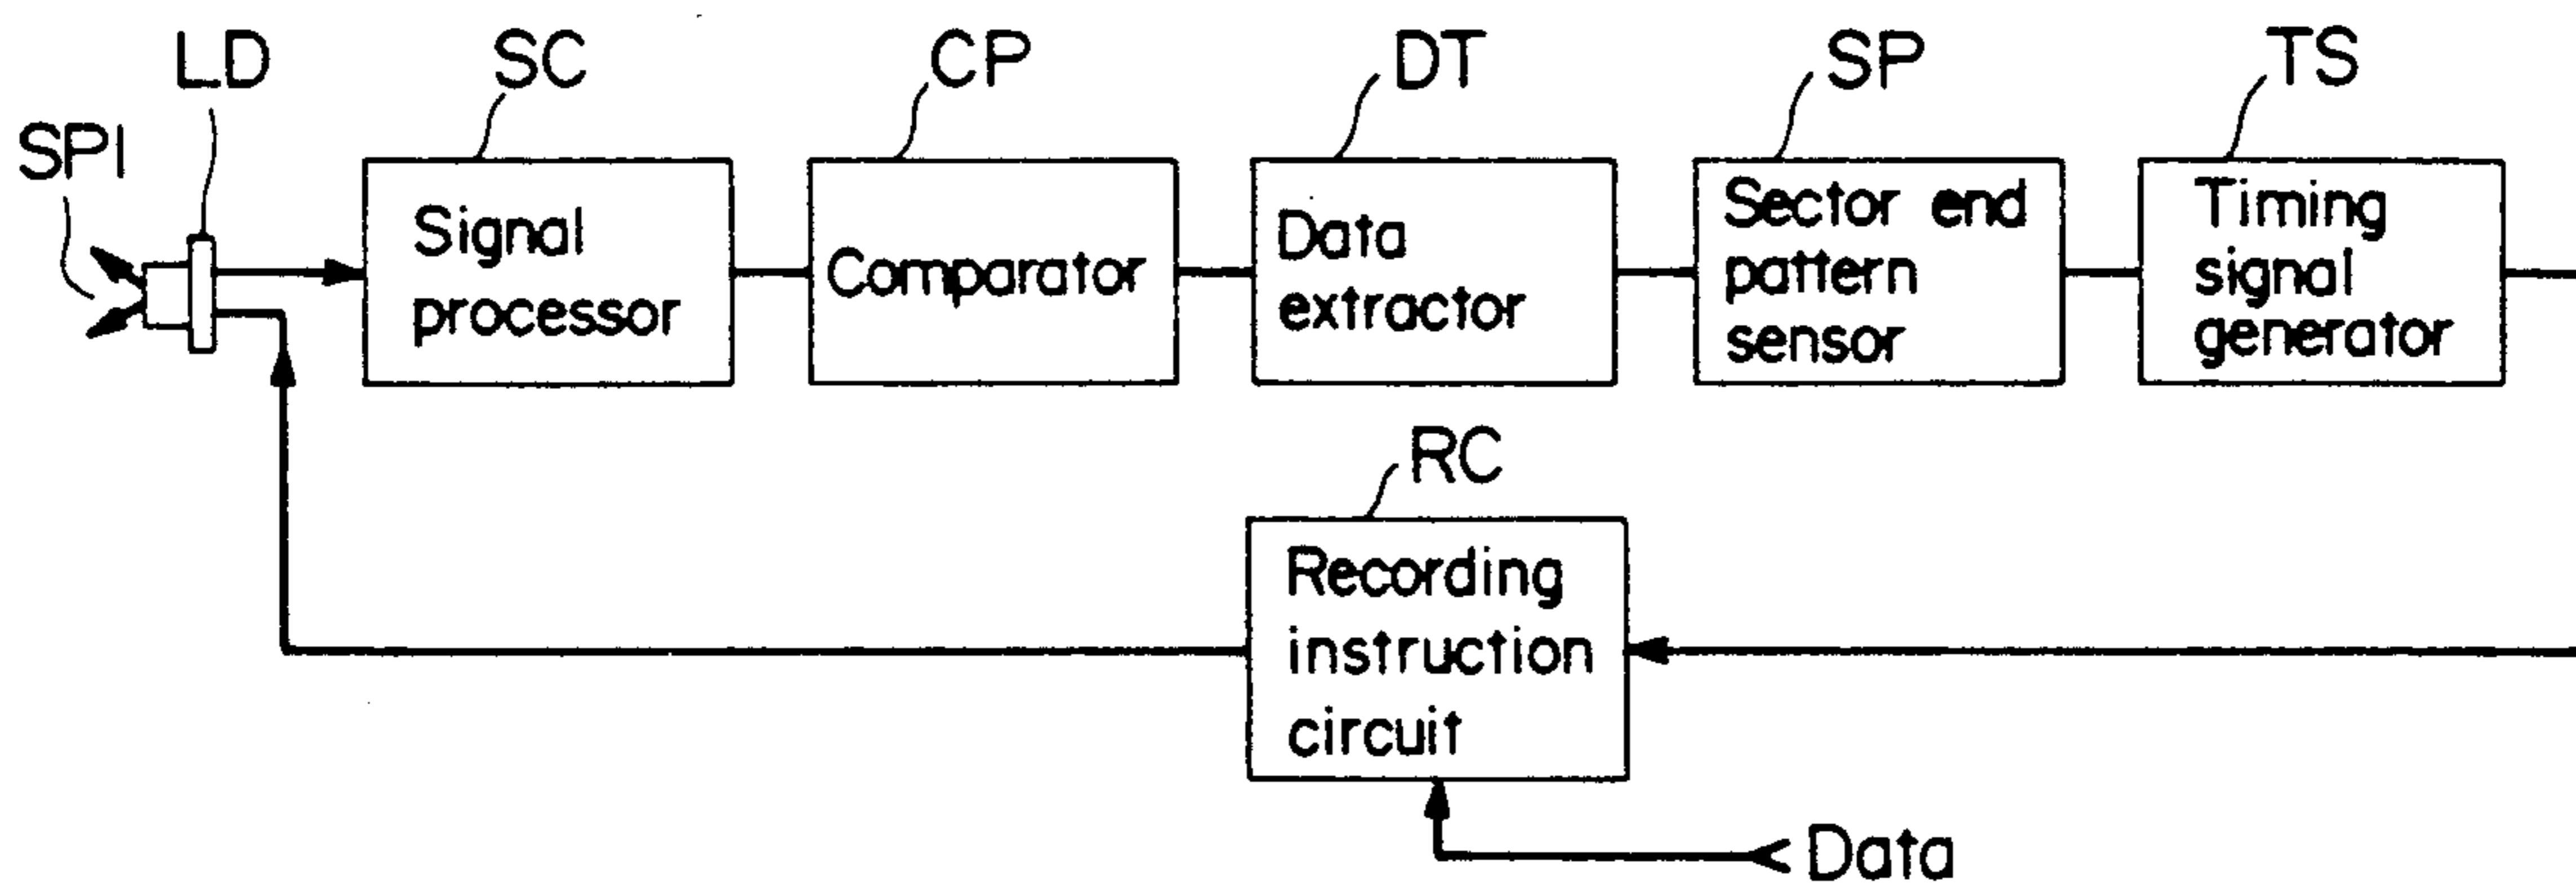 LD
SC
CP
DT
SP
TS
SPI
Signal
processor
Comparator
Data
extractor
Sector end
pattern
sensor
Timing
signal
generator
RC
Recording
instruction
circuit
Data